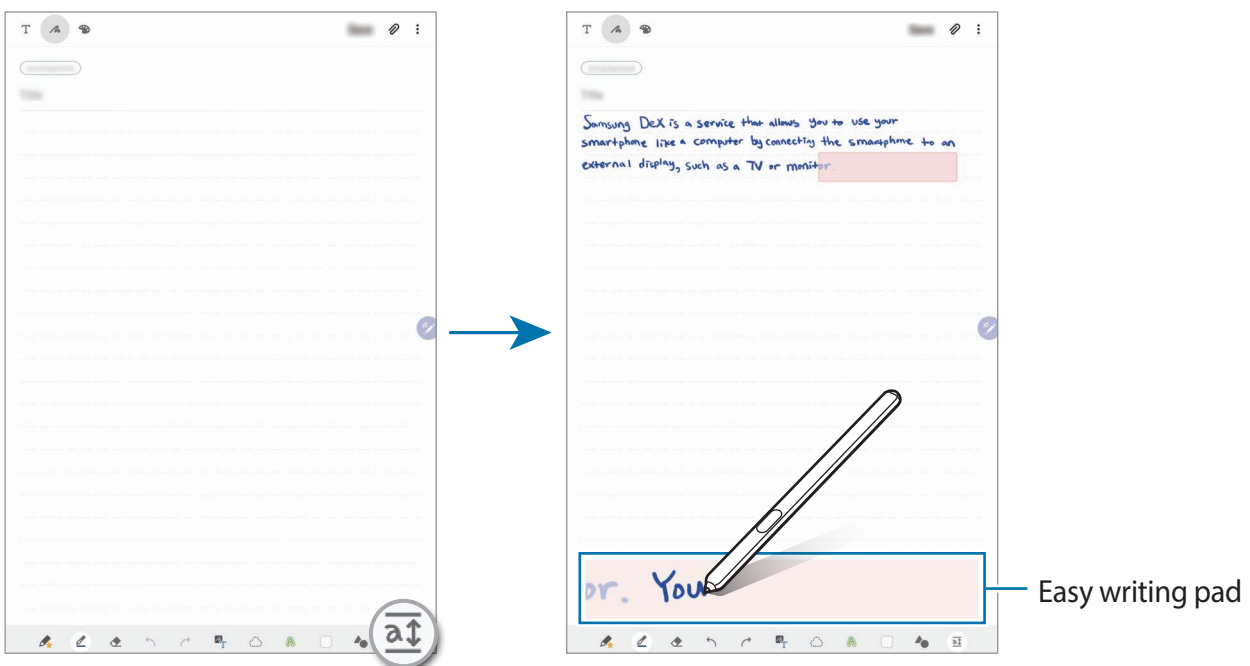 T
T
Samsung DeX is a service that allows you to use your
smartphone like a computer by connecting the smartphone to an
external display, such as a TV or monitor.
or. You
Easy writing pad
a